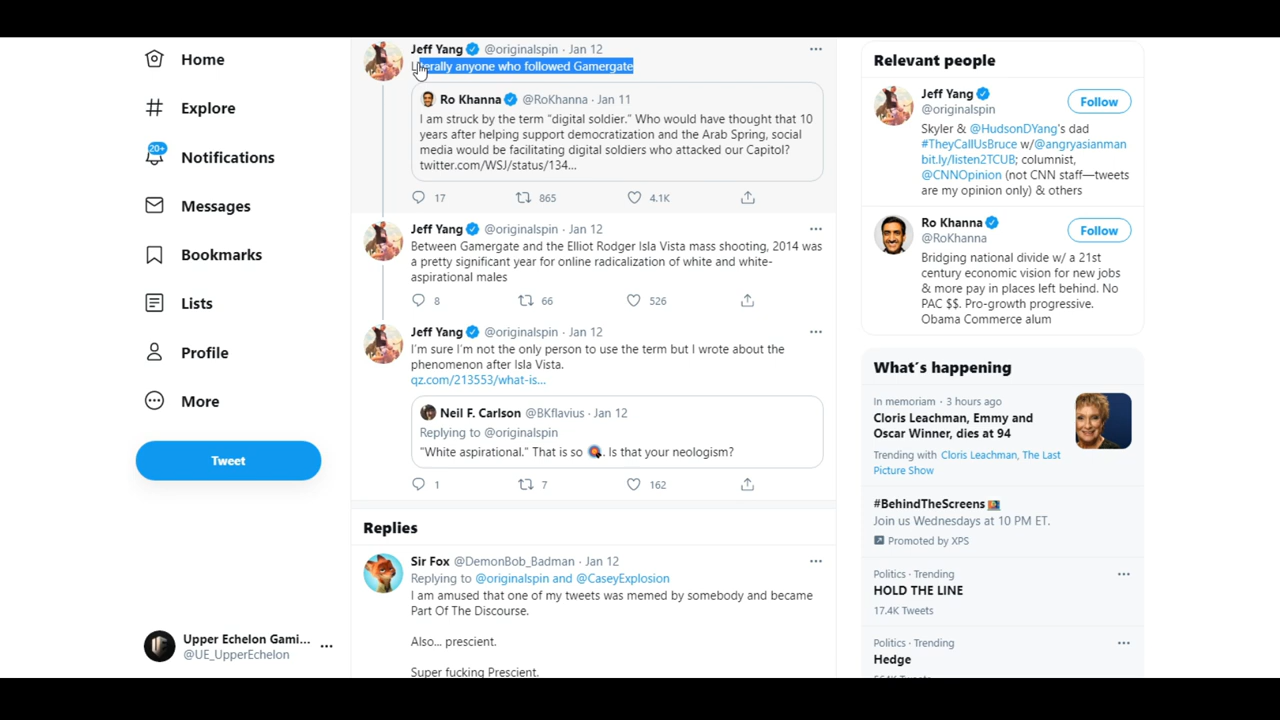 Home
Explore
20+
Notifications
Messages
Bookmarks
Lists
Profile
More
Tweet
Upper Echelon Gami...
@UE_UpperEchelon
Jeff Yang @originalspin · Jan 12
Literally anyone who followed Gamergate
Ro Khanna @RoKhanna · Jan 11
I am struck by the term “digital soldier.” Who would have thought that 10
years after helping support democratization and the Arab Spring, social
media would be facilitating digital soldiers who attacked our Capitol?
twitter.com/WSJ/status/134...
17 865 4.1K
Jeff Yang @originalspin · Jan 12
Between Gamergate and the Elliot Rodger Isla Vista mass shooting, 2014 was
a pretty significant year for online radicalization of white and white-
aspirational males
8 66 526
Jeff Yang @originalspin · Jan 12
I’m sure I’m not the only person to use the term but I wrote about the
phenomenon after Isla Vista.
qz.com/213553/what-is...
Neil F. Carlson @BKflavius · Jan 12
Replying to @originalspin
"White aspirational." That is so 🎯. Is that your neologism?
1 7 162
Replies
Sir Fox @DemonBob_Badman · Jan 12
Replying to @originalspin and @CaseyExplosion
I am amused that one of my tweets was memed by somebody and became
Part Of The Discourse.
Also... prescient.
Super fucking Prescient.
Relevant people
Jeff Yang
@originalspin
Follow
Skyler & @HudsonDYang's dad
#TheyCallUsBruce w/@angryasianman
bit.ly/listen2TCUB; columnist,
@CNNOpinion (not CNN staff—tweets
are my opinion only) & others
Ro Khanna
@RoKhanna
Follow
Bridging national divide w/ a 21st
century economic vision for new jobs
& more pay in places left behind. No
PAC $$. Pro-growth progressive.
Obama Commerce alum
What’s happening
In memoriam · 3 hours ago
Cloris Leachman, Emmy and
Oscar Winner, dies at 94
Trending with Cloris Leachman, The Last
Picture Show
#BehindTheScreens
Join us Wednesdays at 10 PM ET.
Promoted by XPS
Politics · Trending
HOLD THE LINE
17.4K Tweets
Politics · Trending
Hedge